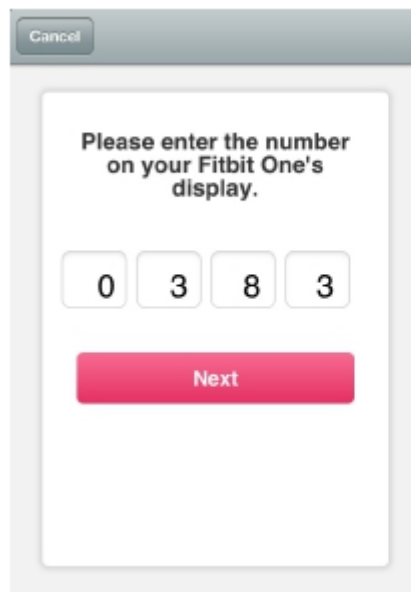 Cancel
Please enter the number
on your Fitbit One's
display.
0 3 8 3
Next